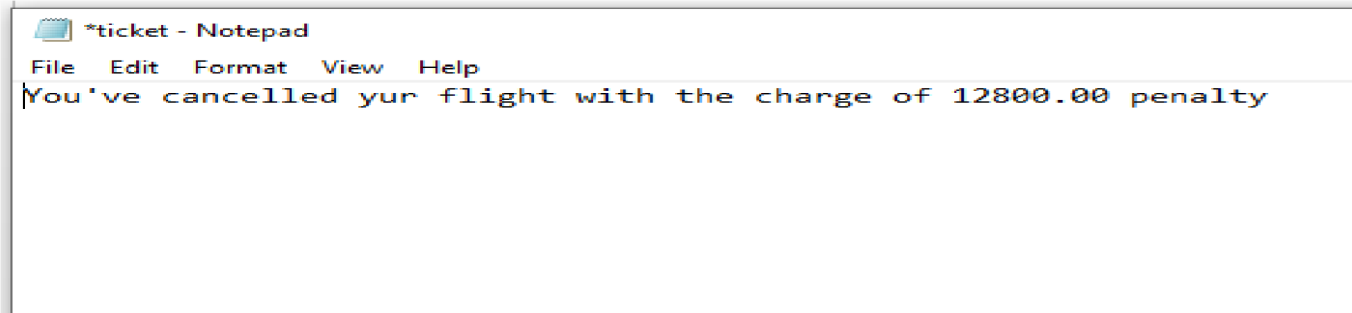 *ticket - Notepad
File Edit Format View Help
You've cancelled yur flight with the charge of 12800.00 penalty